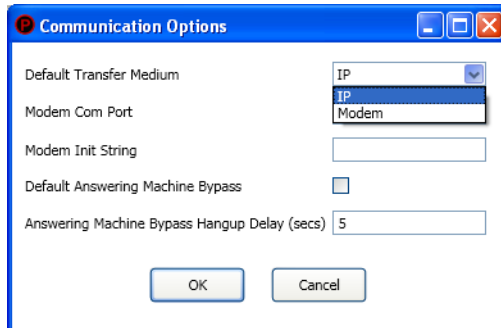 P Communication Options
Default Transfer Medium IP
IP
Modem Com Port Modem
Modem Init String
Default Answering Machine Bypass
Answering Machine Bypass Hangup Delay (secs) 5
OK Cancel